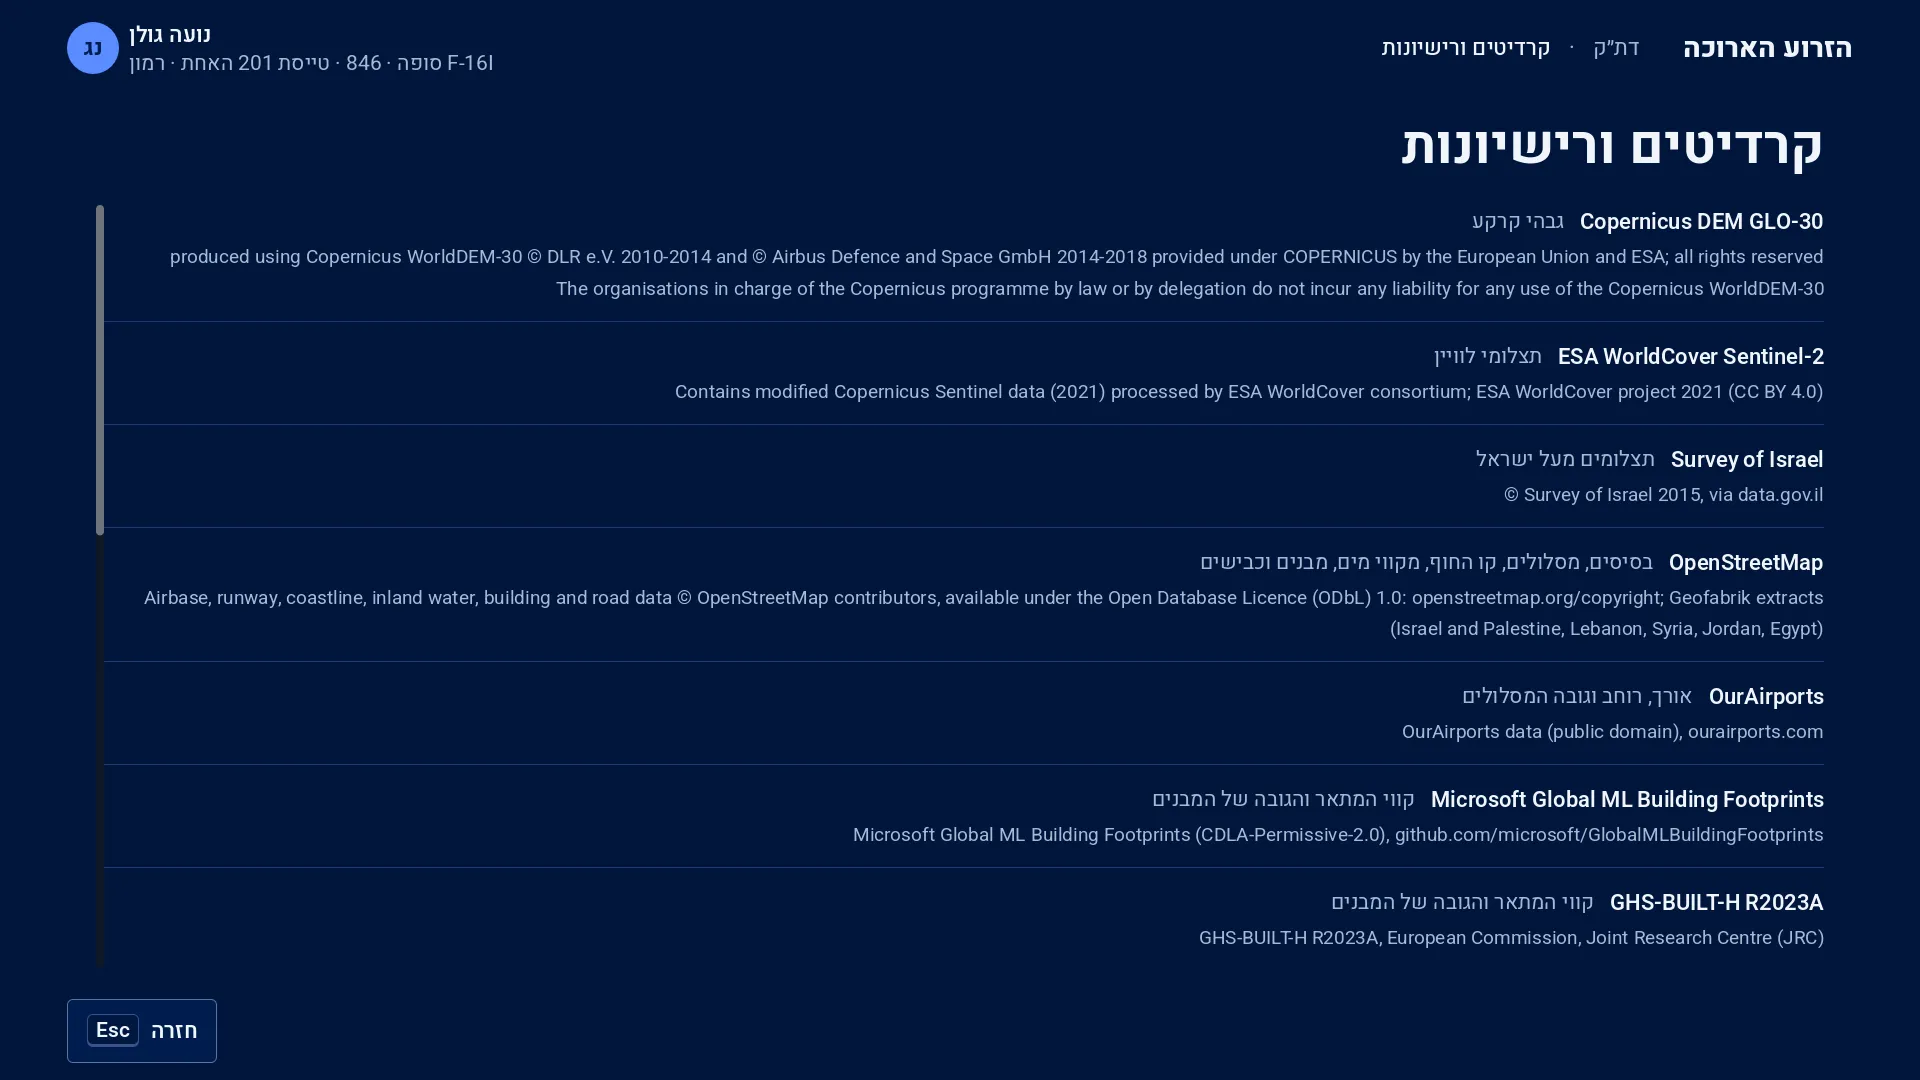 הזרוע הארוכה
דת״ק · קרדיטים ורישיונות
נועה גולן
F-16I סופה · 846 · טייסת 201 האחת · רמון
נג
קרדיטים ורישיונות
Copernicus DEM GLO-30 גבהי קרקע
produced using Copernicus WorldDEM-30 © DLR e.V. 2010-2014 and © Airbus Defence and Space GmbH 2014-2018 provided under COPERNICUS by the European Union and ESA; all rights reserved
The organisations in charge of the Copernicus programme by law or by delegation do not incur any liability for any use of the Copernicus WorldDEM-30
ESA WorldCover Sentinel-2 תצלומי לוויין
Contains modified Copernicus Sentinel data (2021) processed by ESA WorldCover consortium; ESA WorldCover project 2021 (CC BY 4.0)
Survey of Israel תצלומים מעל ישראל
© Survey of Israel 2015, via data.gov.il
OpenStreetMap בסיסים, מסלולים, קו החוף, מקווי מים, מבנים וכבישים
Airbase, runway, coastline, inland water, building and road data © OpenStreetMap contributors, available under the Open Database Licence (ODbL) 1.0: openstreetmap.org/copyright; Geofabrik extracts
(Israel and Palestine, Lebanon, Syria, Jordan, Egypt)
OurAirports אורך, רוחב וגובה המסלולים
OurAirports data (public domain), ourairports.com
Microsoft Global ML Building Footprints קווי המתאר והגובה של המבנים
Microsoft Global ML Building Footprints (CDLA-Permissive-2.0), github.com/microsoft/GlobalMLBuildingFootprints
GHS-BUILT-H R2023A קווי המתאר והגובה של המבנים
GHS-BUILT-H R2023A, European Commission, Joint Research Centre (JRC)
חזרה Esc